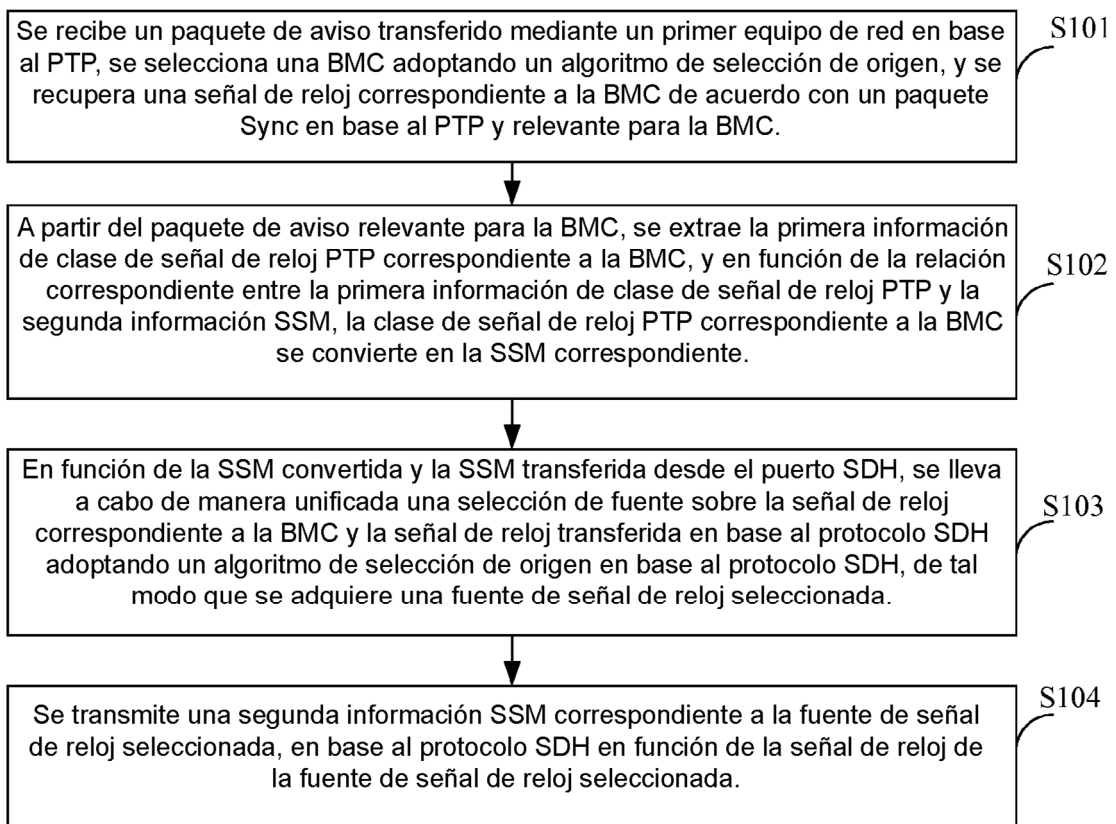 Se recibe un paquete de aviso transferido mediante un primer equipo de red en base
al PTP, se selecciona una BMC adoptando un algoritmo de selección de origen, y se
recupera una señal de reloj correspondiente a la BMC de acuerdo con un paquete
Sync en base al PTP y relevante para la BMC.
S101
A partir del paquete de aviso relevante para la BMC, se extrae la primera información
de clase de señal de reloj PTP correspondiente a la BMC, y en función de la relación
correspondiente entre la primera información de clase de señal de reloj PTP y la
segunda información SSM, la clase de señal de reloj PTP correspondiente a la BMC
se convierte en la SSM correspondiente.
S102
En función de la SSM convertida y la SSM transferida desde el puerto SDH, se lleva
a cabo de manera unificada una selección de fuente sobre la señal de reloj
correspondiente a la BMC y la señal de reloj transferida en base al protocolo SDH
adoptando un algoritmo de selección de origen en base al protocolo SDH, de tal
modo que se adquiere una fuente de señal de reloj seleccionada.
S103
Se transmite una segunda información SSM correspondiente a la fuente de señal
de reloj seleccionada, en base al protocolo SDH en función de la señal de reloj de
la fuente de señal de reloj seleccionada.
S104